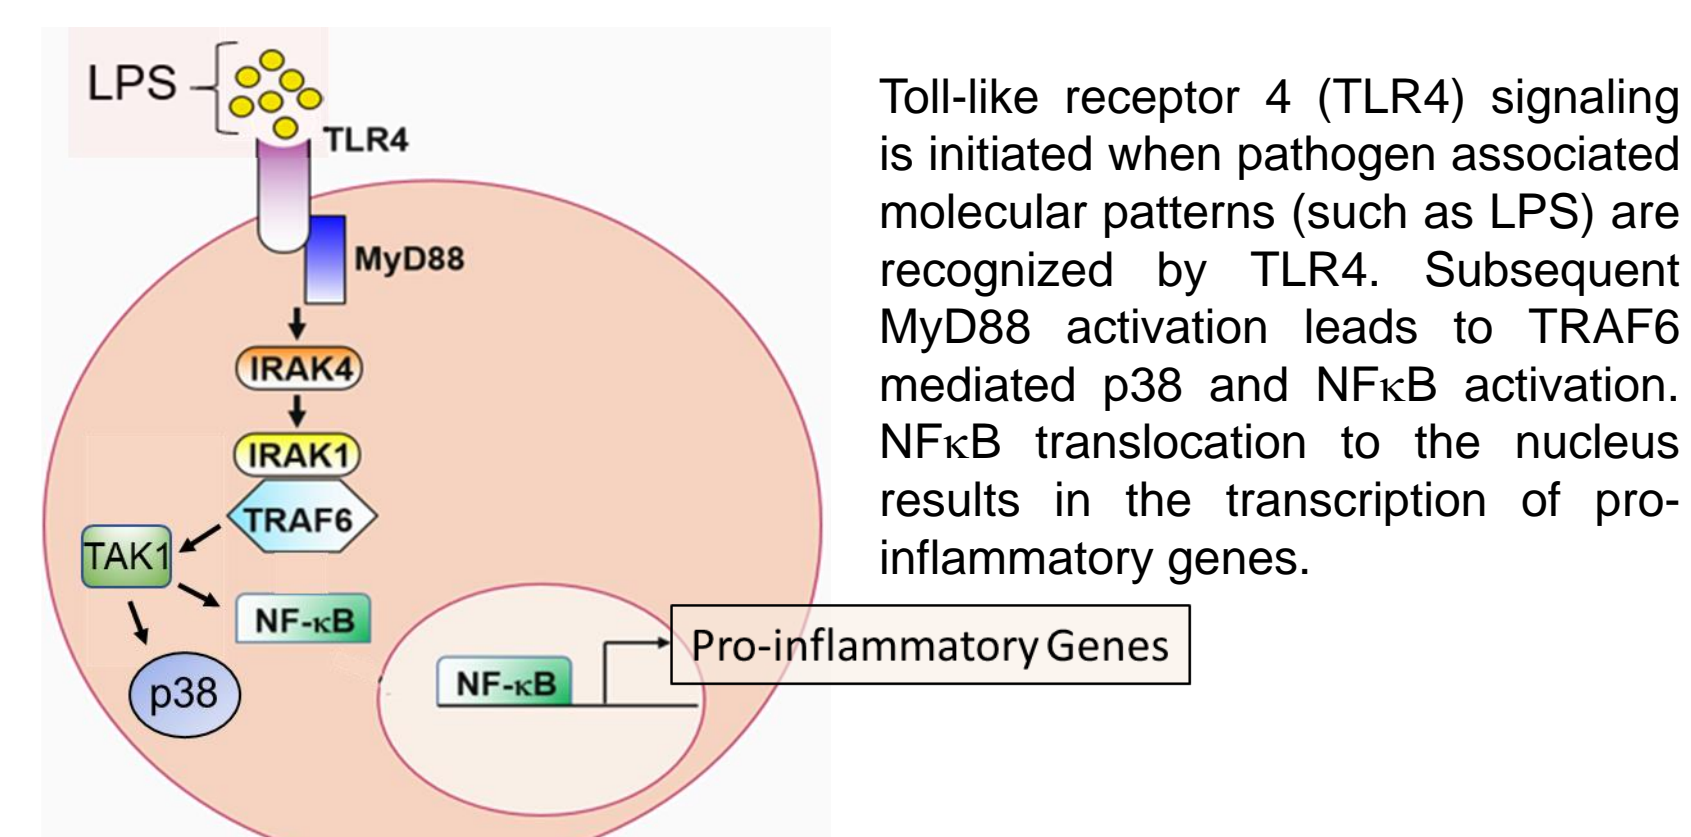 LPS
TLR4
MyD88
IRAK4
IRAK1
TRAF6
TAK1
NF-κB
p38
NF-κB
Pro-inflammatory Genes
Toll-like receptor 4 (TLR4) signaling
is initiated when pathogen associated
molecular patterns (such as LPS) are
recognized by TLR4. Subsequent
MyD88 activation leads to TRAF6
mediated p38 and NFκB activation.
NFκB translocation to the nucleus
results in the transcription of pro-
inflammatory genes.